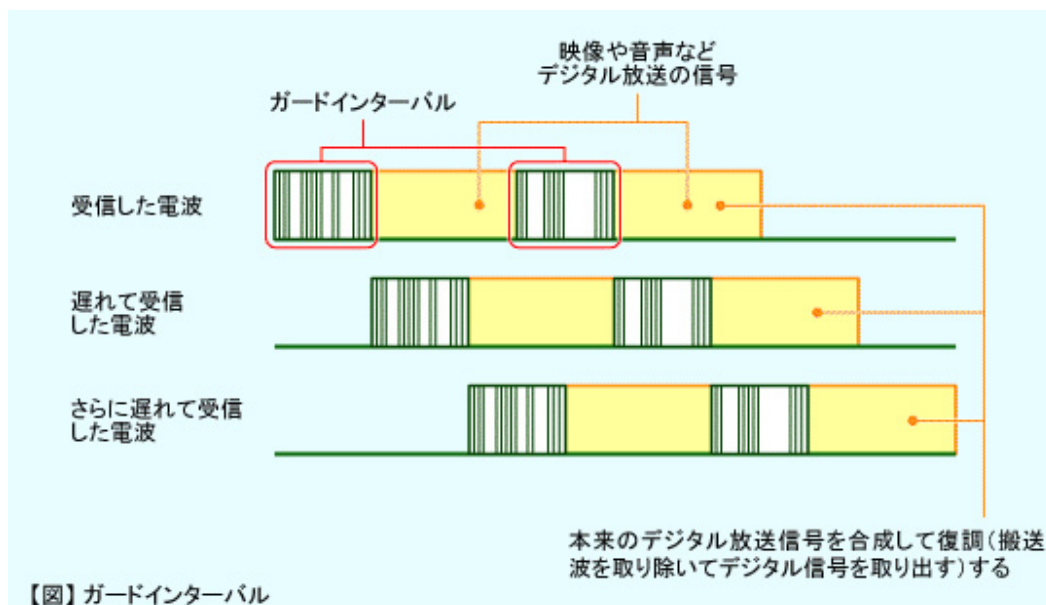 映像や音声など
デジタル放送の信号
ガードインターバル
受信した電波
遅れて受信
した電波
さらに遅れて受信
した電波
本来のデジタル放送信号を合成して復調(搬送
波を取り除いてデジタル信号を取り出す)する
【図】ガードインターバル